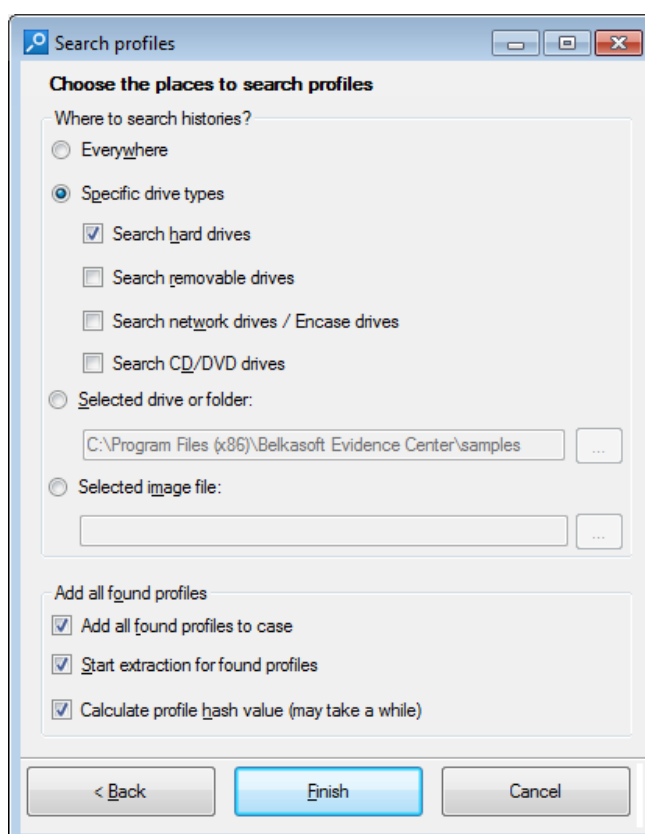 Search profiles
Choose the places to search profiles
Where to search histories?
Everywhere
Specific drive types
Search hard drives
Search removable drives
Search network drives / Encase drives
Search CD/DVD drives
Selected drive or folder:
C:\Program Files (x86)\Belkasoft Evidence Center\samples ...
Selected image file:
...
Add all found profiles
Add all found profiles to case
Start extraction for found profiles
Calculate profile hash value (may take a while)
< Back Finish Cancel